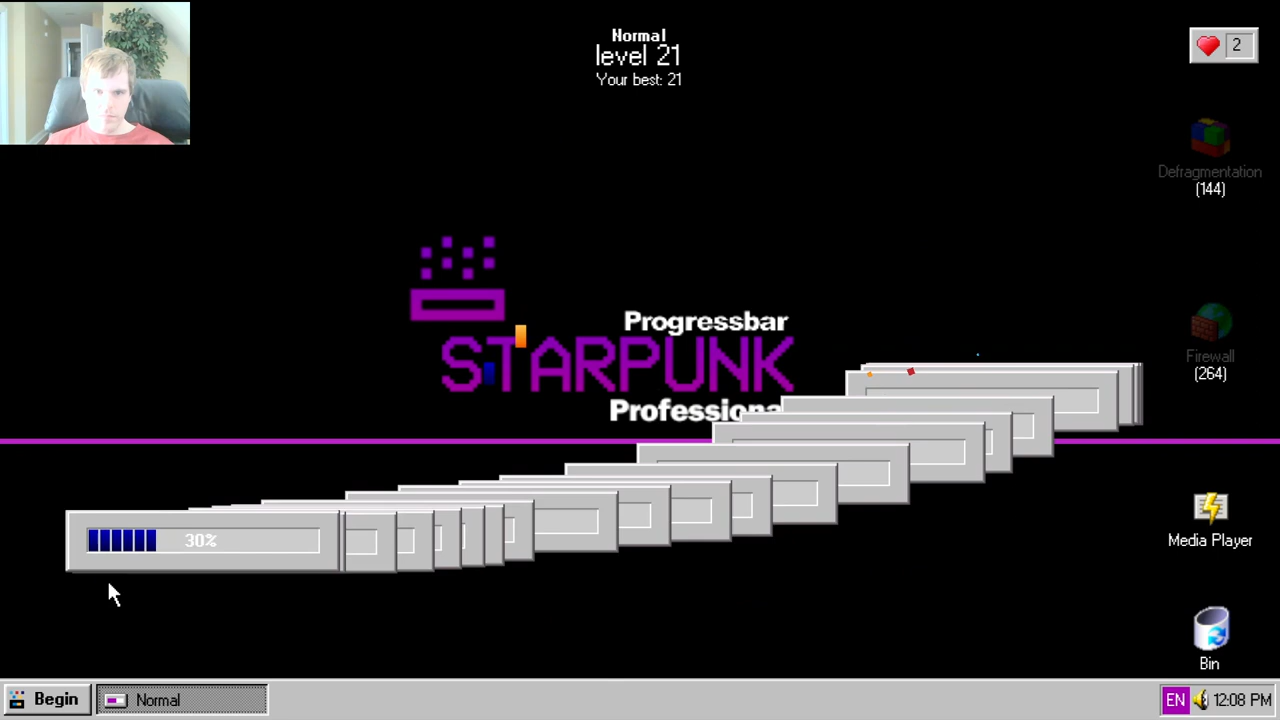 Normal
level 21
Your best: 21
2
Defragmentation
(144)
Progressbar
STARPUNK
Professiona
Firewall
(264)
30%
Media Player
Bin
Begin
Normal
EN
12:08 PM